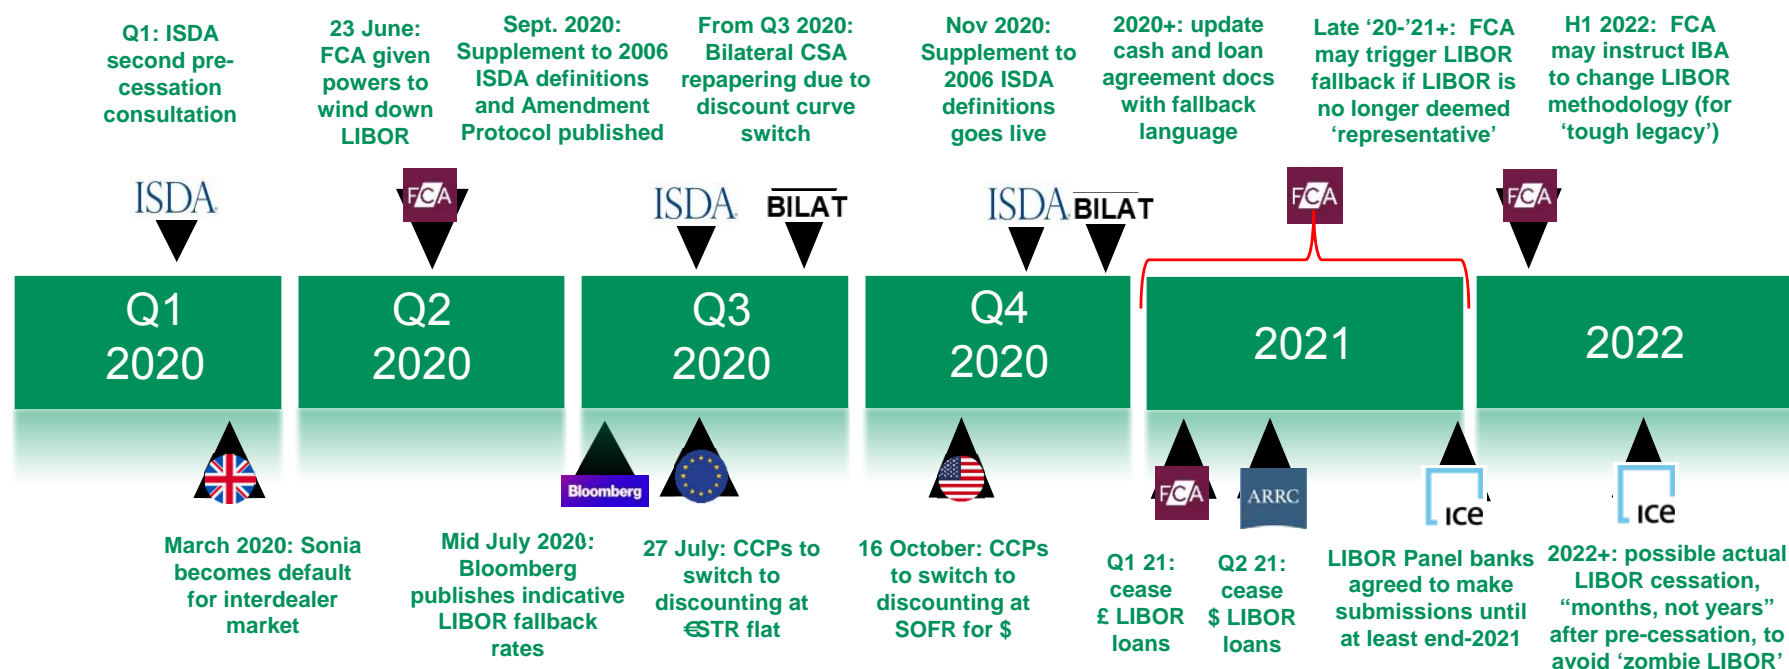 Q1: ISDA
second pre-
cessation
consultation
23 June:
FCA given
powers to
wind down
LIBOR
Sept. 2020:
Supplement to 2006
ISDA definitions
and Amendment
Protocol published
From Q3 2020:
Bilateral CSA
repapering due to
discount curve
switch
Nov 2020:
Supplement to
2006 ISDA
definitions
goes live
2020+: update
cash and loan
agreement docs
with fallback
language
Late ’20-’21+: FCA
may trigger LIBOR
fallback if LIBOR is
no longer deemed
‘representative’
H1 2022: FCA
may instruct IBA
to change LIBOR
methodology (for
‘tough legacy’)
ISDA
FCA
ISDA
BILAT
ISDA
BILAT
FCA
FCA
Q1
2020
Q2
2020
Q3
2020
Q4
2020
2021
2022
Bloomberg
FCA
ARRC
ICE
ICE
March 2020: Sonia
becomes default
for interdealer
market
Mid July 2020:
Bloomberg
publishes indicative
LIBOR fallback
rates
27 July: CCPs to
switch to
discounting at
€STR flat
16 October: CCPs
to switch to
discounting at
SOFR for $
Q1 21:
cease
£ LIBOR
loans
Q2 21:
cease
$ LIBOR
loans
LIBOR Panel banks
agreed to make
submissions until
at least end-2021
2022+: possible actual
LIBOR cessation,
“months, not years”
after pre-cessation, to
avoid ‘zombie LIBOR’